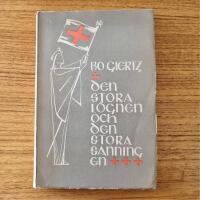 BO GIERTZ
DEN
STORA
LÖGNEN
OCH
DEN
STORA
SANNING
EN